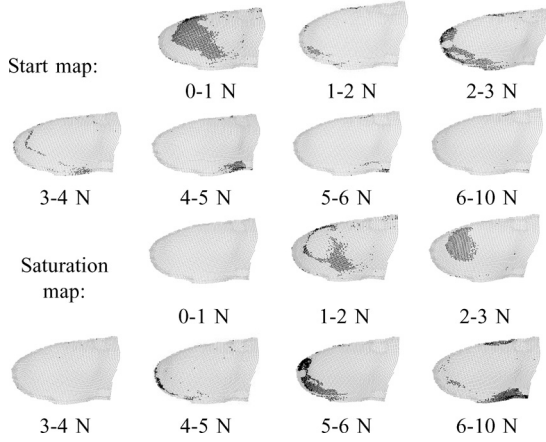 Start map:
0-1 N 1-2 N 2-3 N
3-4 N 4-5 N 5-6 N 6-10 N
Saturation
map:
0-1 N 1-2 N 2-3 N
3-4 N 4-5 N 5-6 N 6-10 N